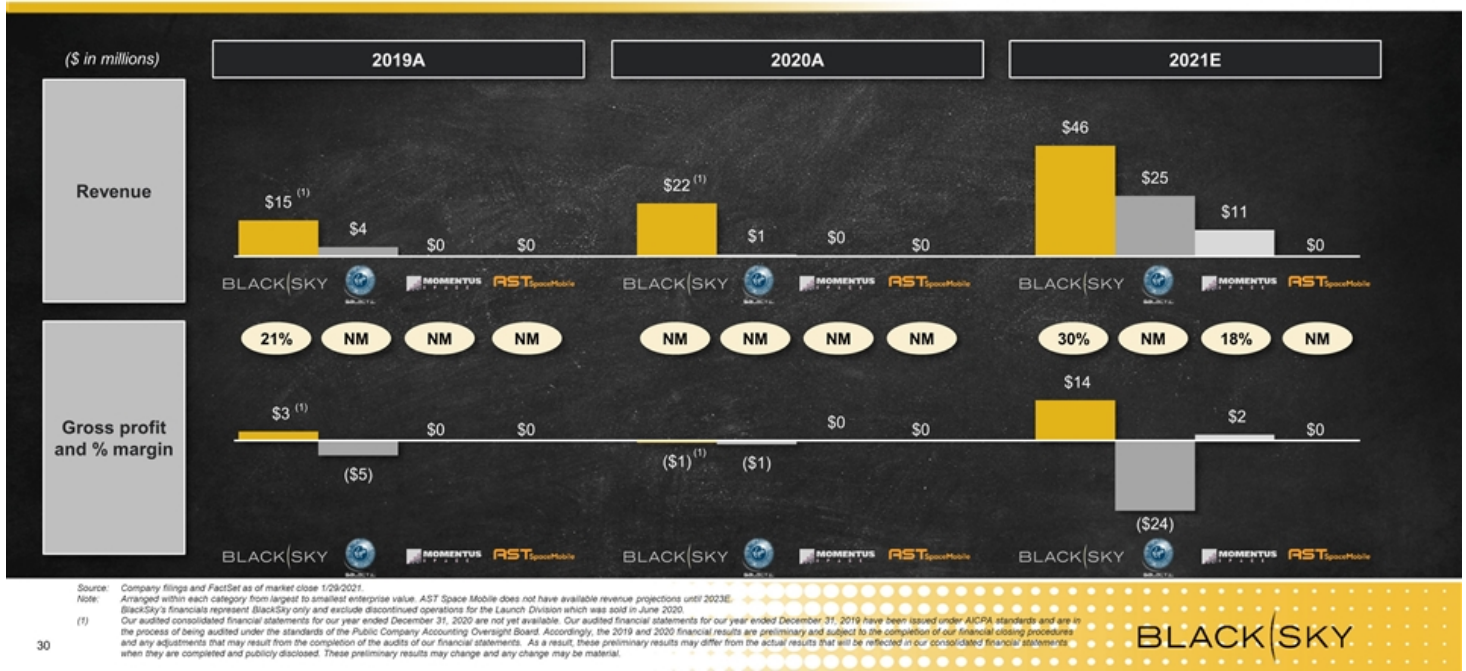 ($ in millions) 2019A 2020A 2021E
Revenue
$46
$25
$22 (1)
$15 (1)
$11
$4
$0 $0 $1 $0 $0 $0
BLACK SKY MOMENTUS SPACE AST SpaceMobile BLACK SKY MOMENTUS SPACE AST SpaceMobile BLACK SKY MOMENTUS SPACE AST SpaceMobile
21% NM NM NM NM NM NM NM 30% NM 18% NM
Gross profit
and % margin
$14
$3 (1) $0 $0 $0 $0 $2 $0
($5) ($1) (1) ($1)
($24)
BLACK SKY MOMENTUS SPACE AST SpaceMobile BLACK SKY MOMENTUS SPACE AST SpaceMobile BLACK SKY MOMENTUS SPACE AST SpaceMobile
Source: Company filings and FactSet as of market close 1/29/2021.
Note: Arranged within each category from largest to smallest enterprise value. AST Space Mobile does not have available revenue projections until 2023E.
BlackSky's financials represent BlackSky only and exclude discontinued operations for the Launch Division which was sold in June 2020.
(1) Our audited consolidated financial statements for our year ended December 31, 2020 are not yet available. Our audited financial statements for our year ended December 31, 2019 have been issued under AICPA standards and are in
the process of being audited under the standards of the Public Company Accounting Oversight Board. Accordingly, the 2019 and 2020 financial results are preliminary and subject to the completion of our financial closing procedures
and any adjustments that may result from the completion of the audits of our financial statements. As a result, these preliminary results may differ from the actual results that will be reflected in our consolidated financial statements
when they are completed and publicly disclosed. These preliminary results may change and any change may be material.
30
BLACK SKY